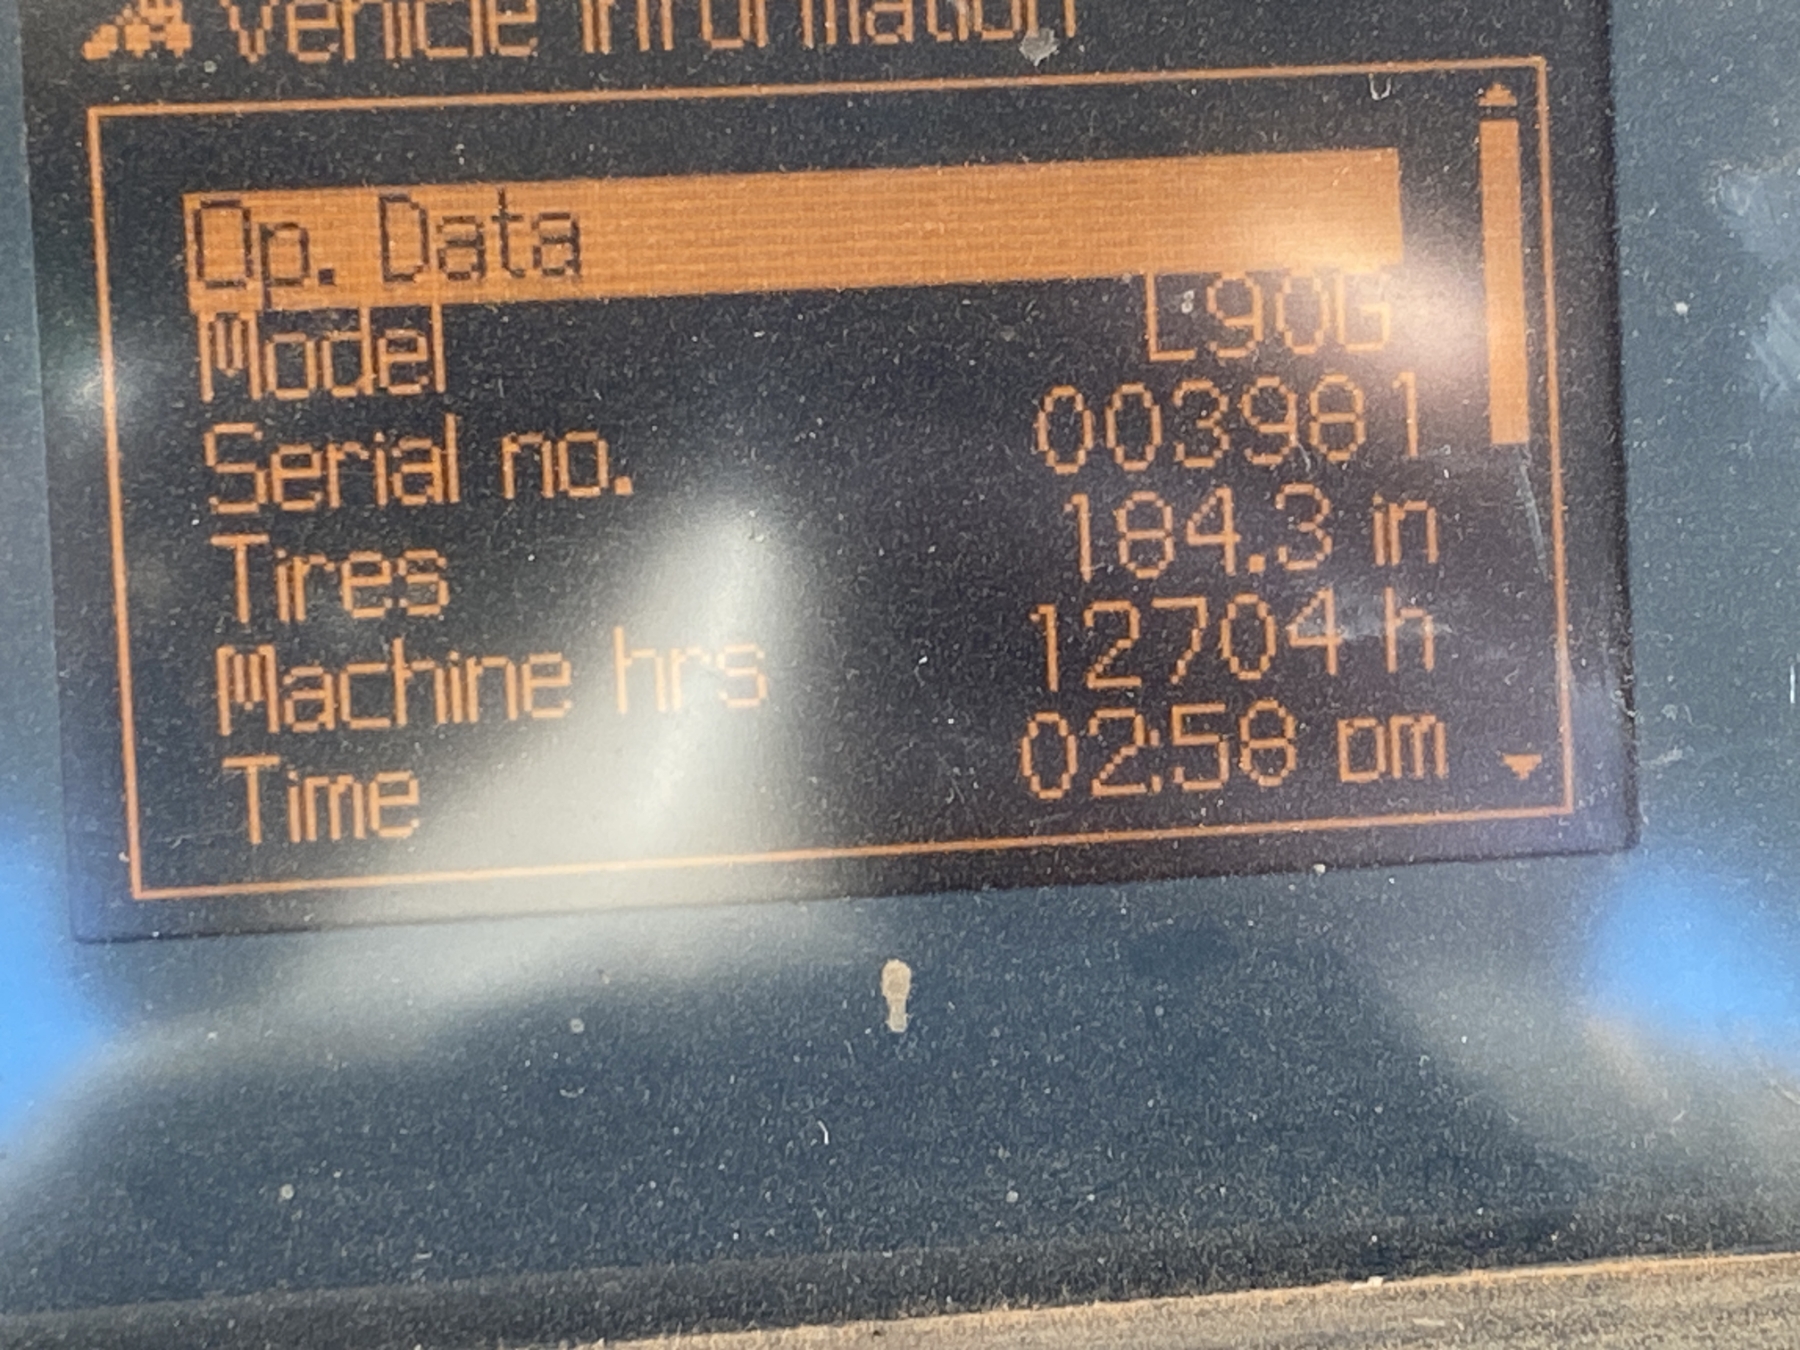 Vehicle information
Op. Data
Model L90G
Serial no. 003981
Tires 184.3 in
Machine hrs 12704 h
Time 02:58 pm